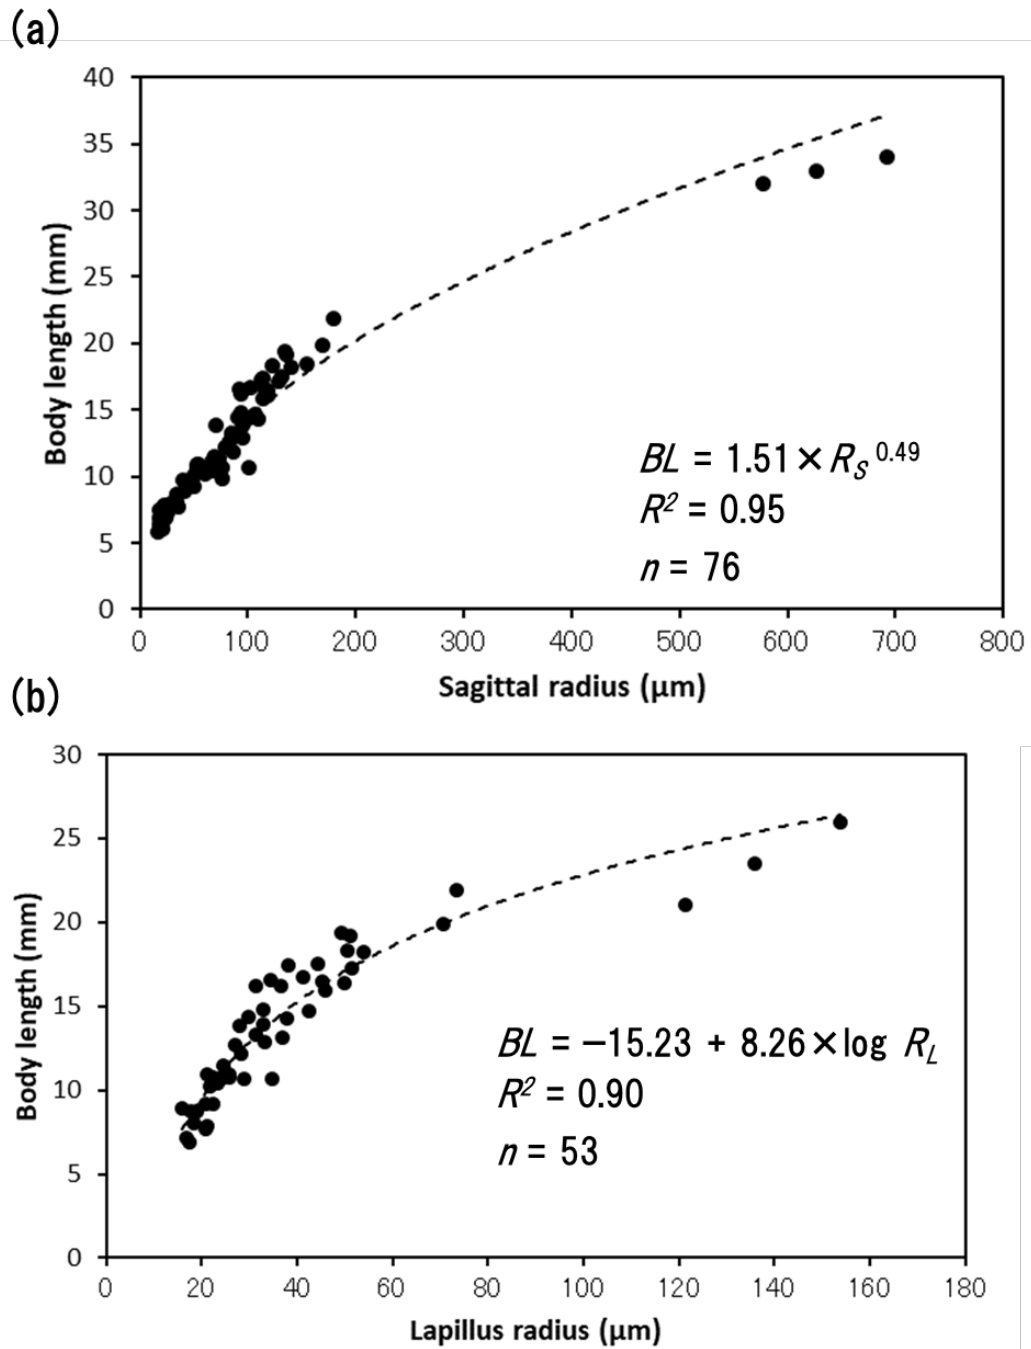 (a)
40
35
30
25
20
15
10
5
0
Body length (mm)
BL = 1.51×R_S^0.49
R² = 0.95
n = 76
0 100 200 300 400 500 600 700 800
Sagittal radius (μm)
(b)
30
25
20
15
10
5
0
Body length (mm)
BL = −15.23 + 8.26×log R_L
R² = 0.90
n = 53
0 20 40 60 80 100 120 140 160 180
Lapillus radius (μm)